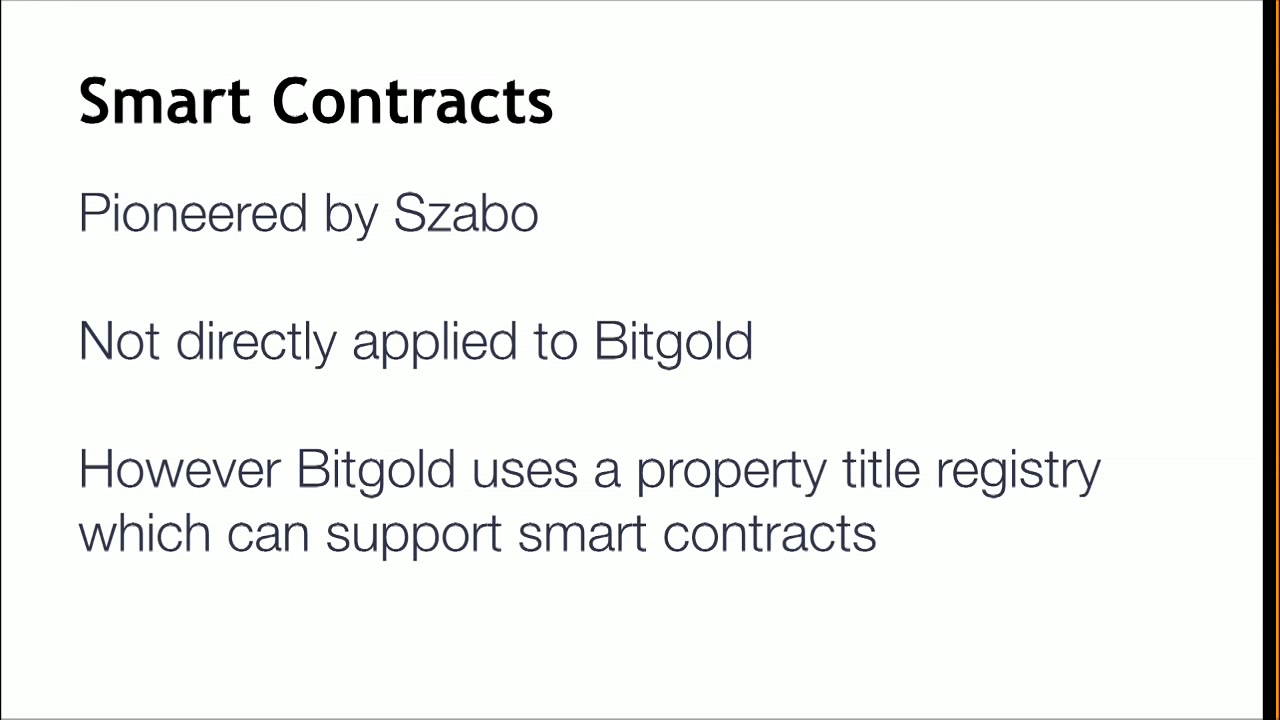 Smart Contracts
Pioneered by Szabo
Not directly applied to Bitgold
However Bitgold uses a property title registry
which can support smart contracts